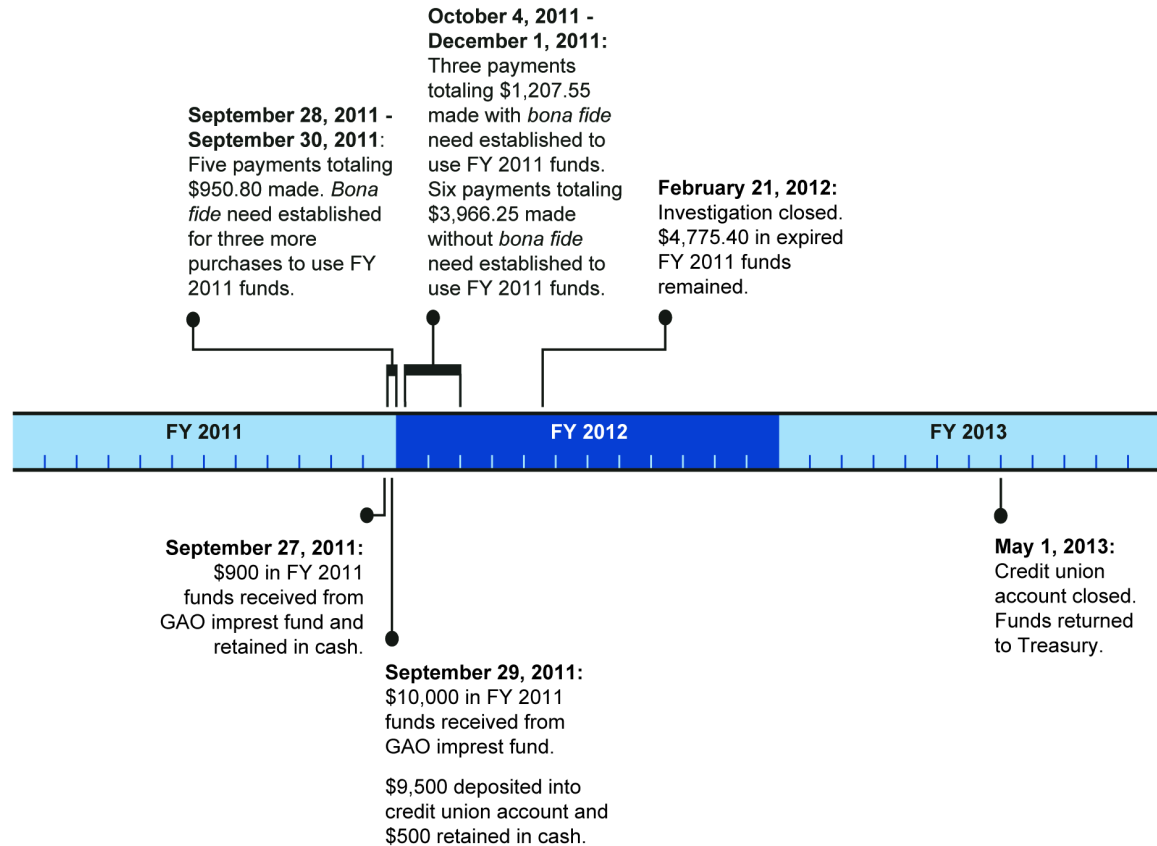 September 28, 2011 -
September 30, 2011:
Five payments totaling
$950.80 made. Bona
fide need established
for three more
purchases to use FY
2011 funds.
October 4, 2011 -
December 1, 2011:
Three payments
totaling $1,207.55
made with bona fide
need established to
use FY 2011 funds.
Six payments totaling
$3,966.25 made
without bona fide
need established to
use FY 2011 funds.
February 21, 2012:
Investigation closed.
$4,775.40 in expired
FY 2011 funds
remained.
FY 2011
FY 2012
FY 2013
September 27, 2011:
$900 in FY 2011
funds received from
GAO imprest fund and
retained in cash.
September 29, 2011:
$10,000 in FY 2011
funds received from
GAO imprest fund.
$9,500 deposited into
credit union account and
$500 retained in cash.
May 1, 2013:
Credit union
account closed.
Funds returned
to Treasury.